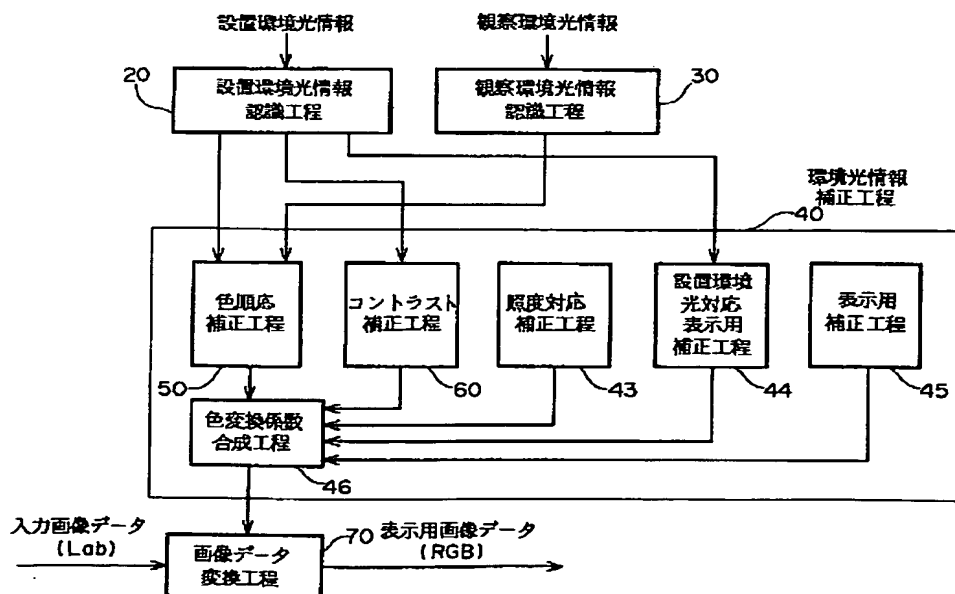 設置環境光情報
観察環境光情報
20
設置環境光情報
認識工程
30
観察環境光情報
認識工程
環境光情報
補正工程
40
色順応
補正工程
50
コントラスト
補正工程
60
照度対応
補正工程
43
設置環境
光対応
表示用
補正工程
44
表示用
補正工程
45
色変換係数
合成工程
46
入力画像データ
(Lab)
画像データ
変換工程
70
表示用画像データ
(RGB)